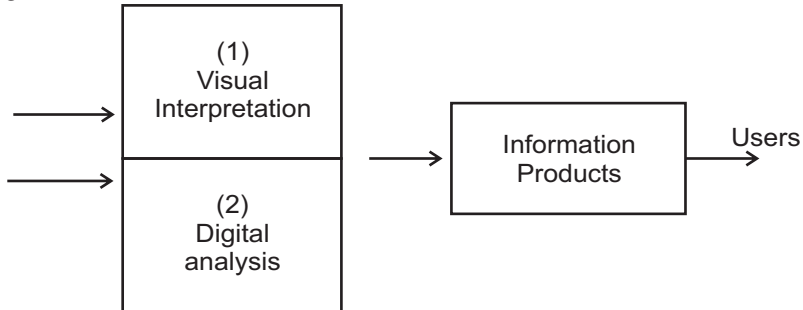 (1)
Visual
Interpretation
(2)
Digital
analysis
Information
Products
Users